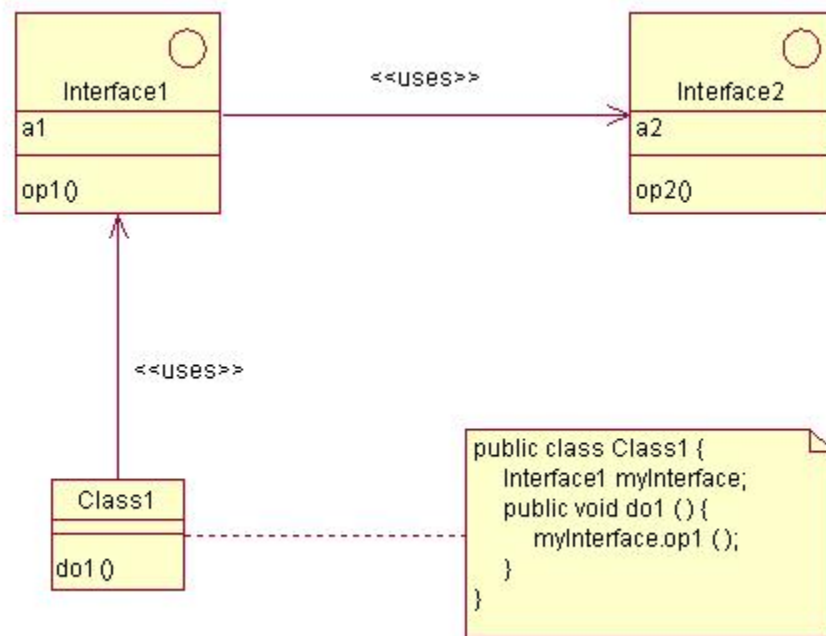 Interface1
a1
op1()
<<uses>>
Interface2
a2
op2()
<<uses>>
Class1
do1()
public class Class1 {
Interface1 myInterface;
public void do1 ( ) {
myInterface.op1 ( );
}
}